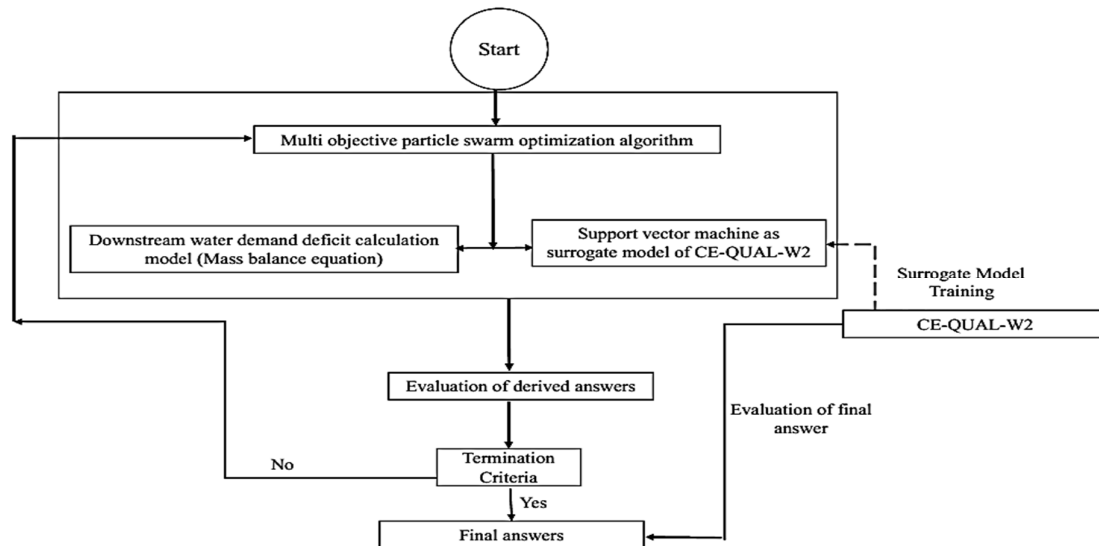 Start
Multi objective particle swarm optimization algorithm
Downstream water demand deficit calculation
model (Mass balance equation)
Support vector machine as
surrogate model of CE-QUAL-W2
Surrogate Model
Training
CE-QUAL-W2
Evaluation of derived answers
Evaluation of final
answer
No
Termination
Criteria
Yes
Final answers